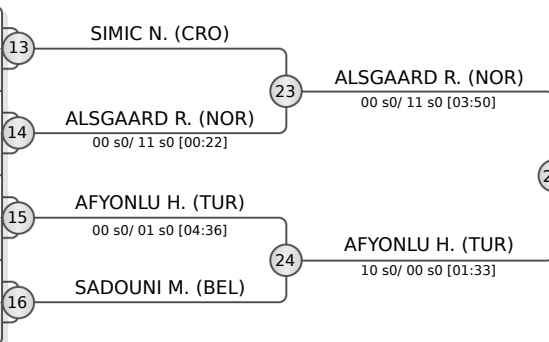 SIMIC N. (CRO)
13
23
ALSGAARD R. (NOR)
00 s0/ 11 s0 [03:50]
ALSGAARD R. (NOR)
14
00 s0/ 11 s0 [00:22]
AFYONLU H. (TUR)
15
00 s0/ 01 s0 [04:36]
24
AFYONLU H. (TUR)
10 s0/ 00 s0 [01:33]
SADOUNI M. (BEL)
16